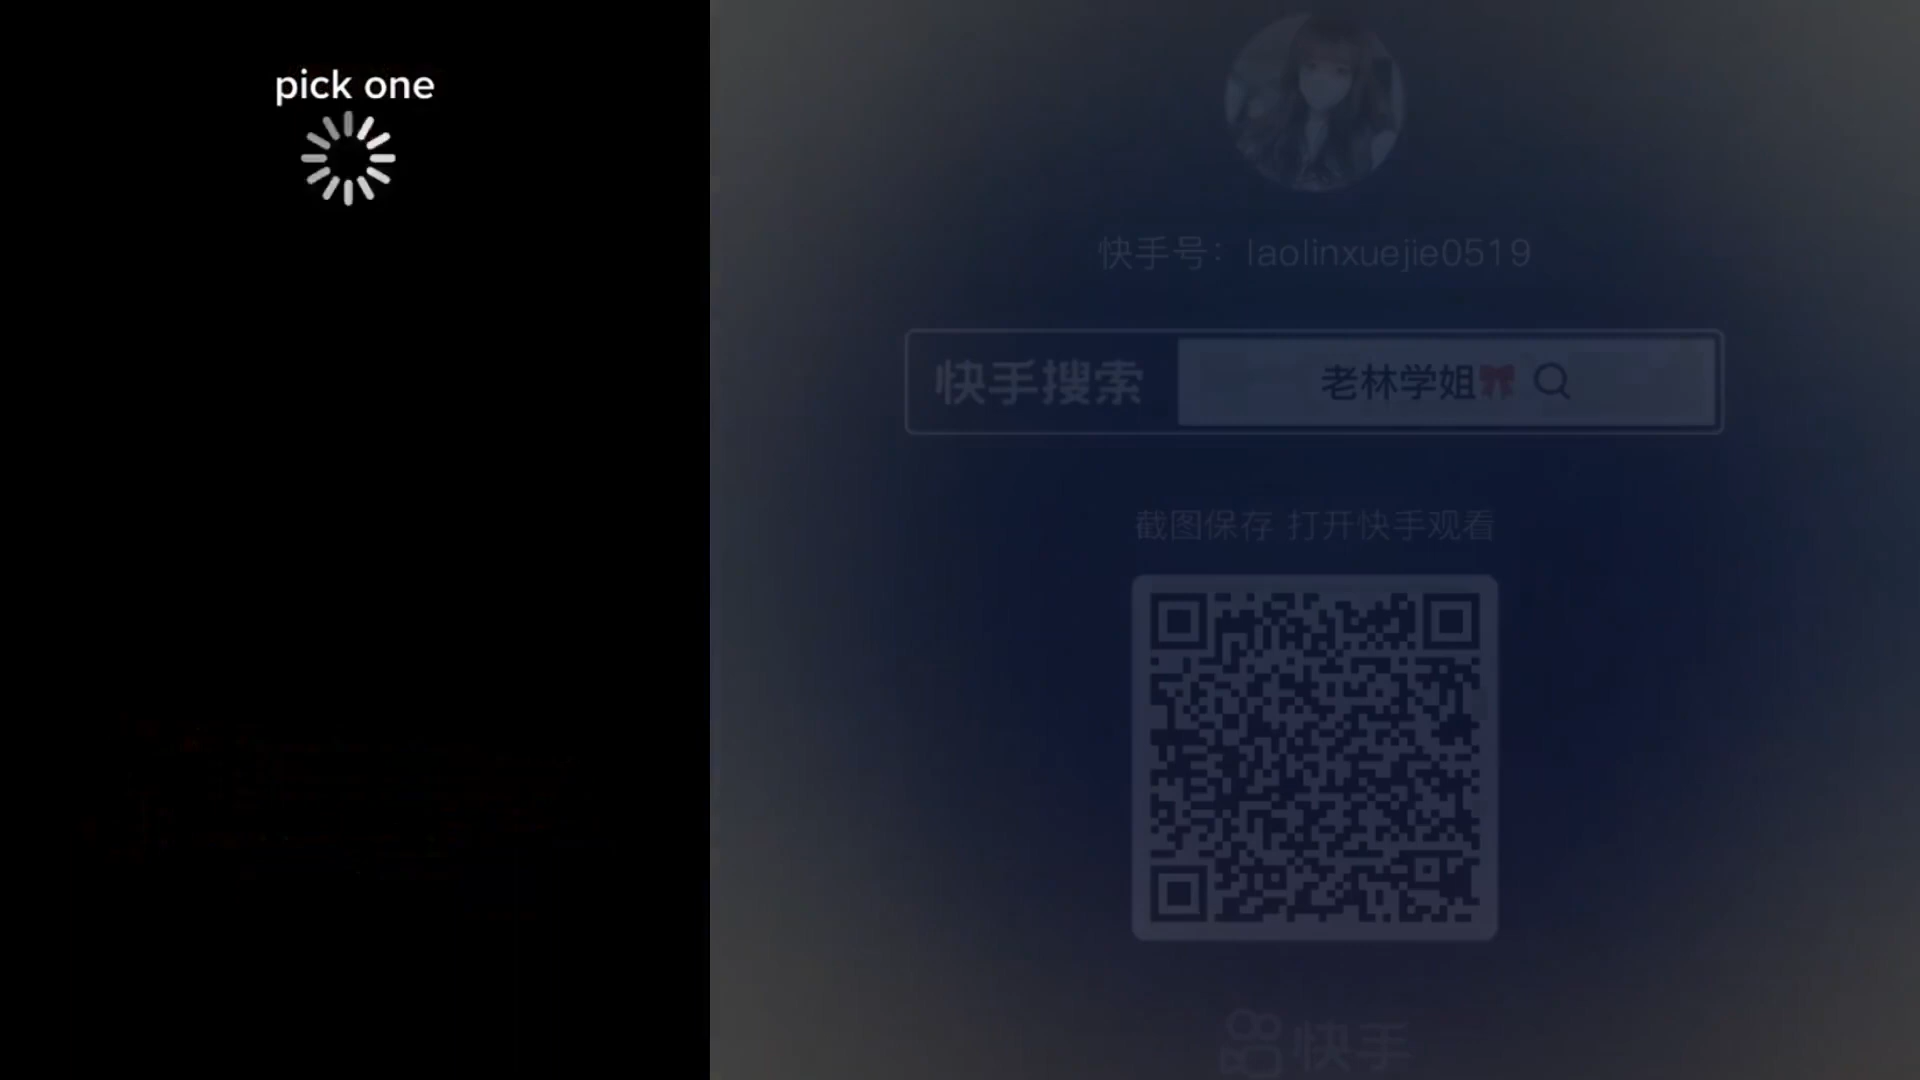 pick one
快手号：laolinxuejie0519
快手搜索 老林学姐🎀
截图保存 打开快手观看
快手